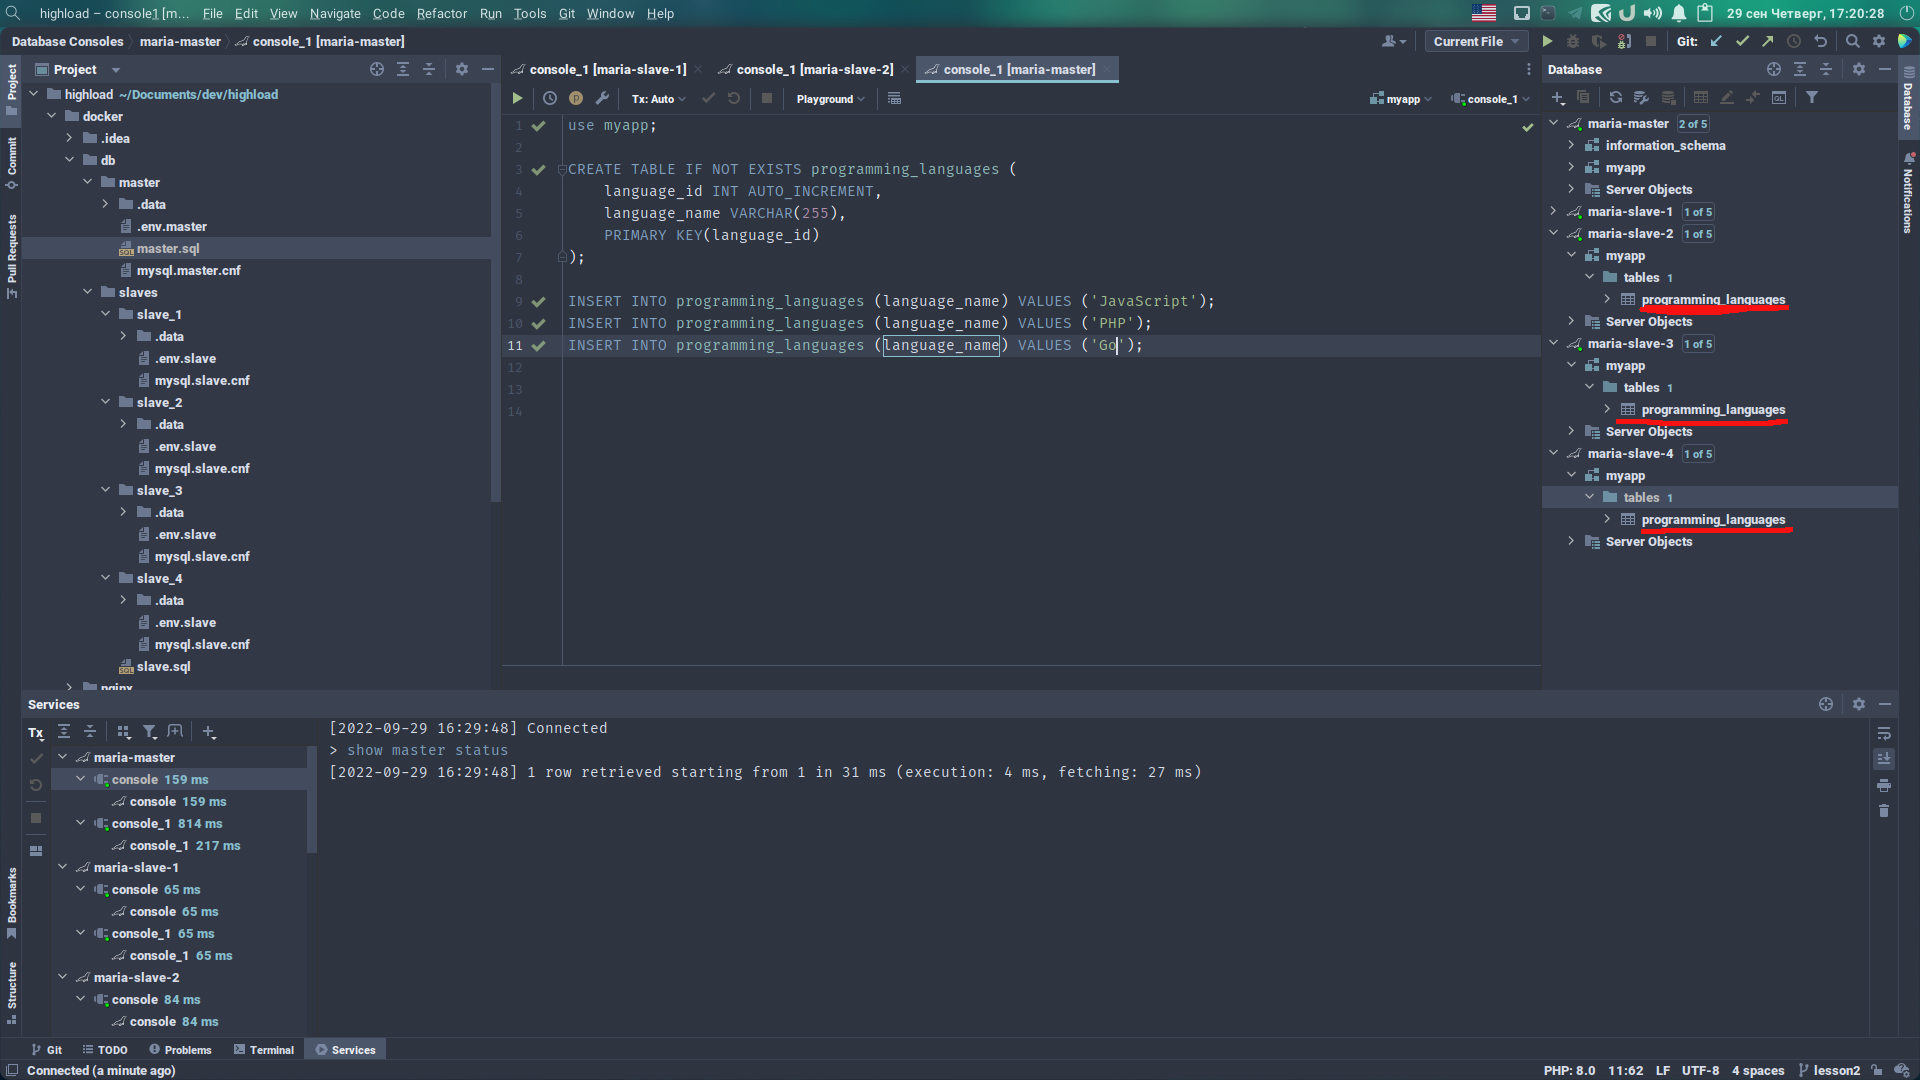 highload – console1 [m... File Edit View Navigate Code Refactor Run Tools Git Window Help
29 сен Четверг, 17:20:28
Database Consoles maria-master console_1 [maria-master]
Current File
Git:
Project
Commit
Pull Requests
Bookmarks
Structure
Project
highload ~/Documents/dev/highload
docker
.idea
db
master
.data
.env.master
master.sql
mysql.master.cnf
slaves
slave_1
.data
.env.slave
mysql.slave.cnf
slave_2
.data
.env.slave
mysql.slave.cnf
slave_3
.data
.env.slave
mysql.slave.cnf
slave_4
.data
.env.slave
mysql.slave.cnf
slave.sql
nginx
console_1 [maria-slave-1] console_1 [maria-slave-2] console_1 [maria-master]
Tx: Auto Playground myapp console_1
1 use myapp;
2
3 CREATE TABLE IF NOT EXISTS programming_languages (
4 language_id INT AUTO_INCREMENT,
5 language_name VARCHAR(255),
6 PRIMARY KEY(language_id)
7 );
8
9 INSERT INTO programming_languages (language_name) VALUES ('JavaScript');
10 INSERT INTO programming_languages (language_name) VALUES ('PHP');
11 INSERT INTO programming_languages (language_name) VALUES ('Go');
12
13
14
Database
maria-master 2 of 5
information_schema
myapp
Server Objects
maria-slave-1 1 of 5
maria-slave-2 1 of 5
myapp
tables 1
programming_languages
Server Objects
maria-slave-3 1 of 5
myapp
tables 1
programming_languages
Server Objects
maria-slave-4 1 of 5
myapp
tables 1
programming_languages
Server Objects
Database
Notifications
Services
Tx
maria-master
console 159 ms
console 159 ms
console_1 814 ms
console_1 217 ms
maria-slave-1
console 65 ms
console 65 ms
console_1 65 ms
console_1 65 ms
maria-slave-2
console 84 ms
console 84 ms
[2022-09-29 16:29:48] Connected
> show master status
[2022-09-29 16:29:48] 1 row retrieved starting from 1 in 31 ms (execution: 4 ms, fetching: 27 ms)
Git TODO Problems Terminal Services
Connected (a minute ago) PHP: 8.0 11:62 LF UTF-8 4 spaces lesson2